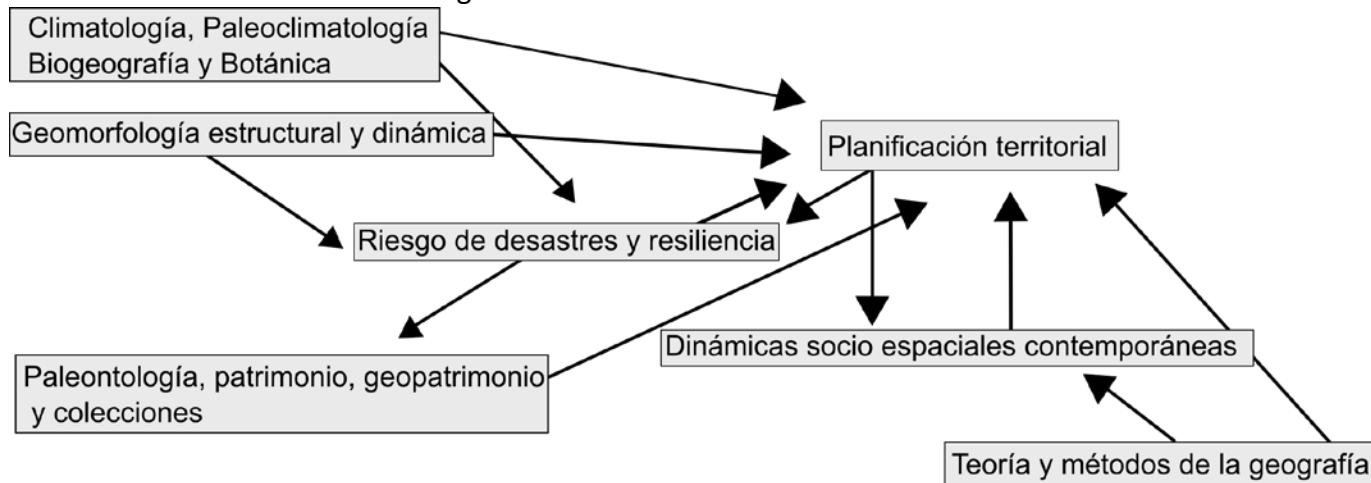 Climatología, Paleoclimatología
Biogeografía y Botánica
Geomorfología estructural y dinámica
Planificación territorial
Riesgo de desastres y resiliencia
Dinámicas socio espaciales contemporáneas
Paleontología, patrimonio, geopatrimonio
y colecciones
Teoría y métodos de la geografía